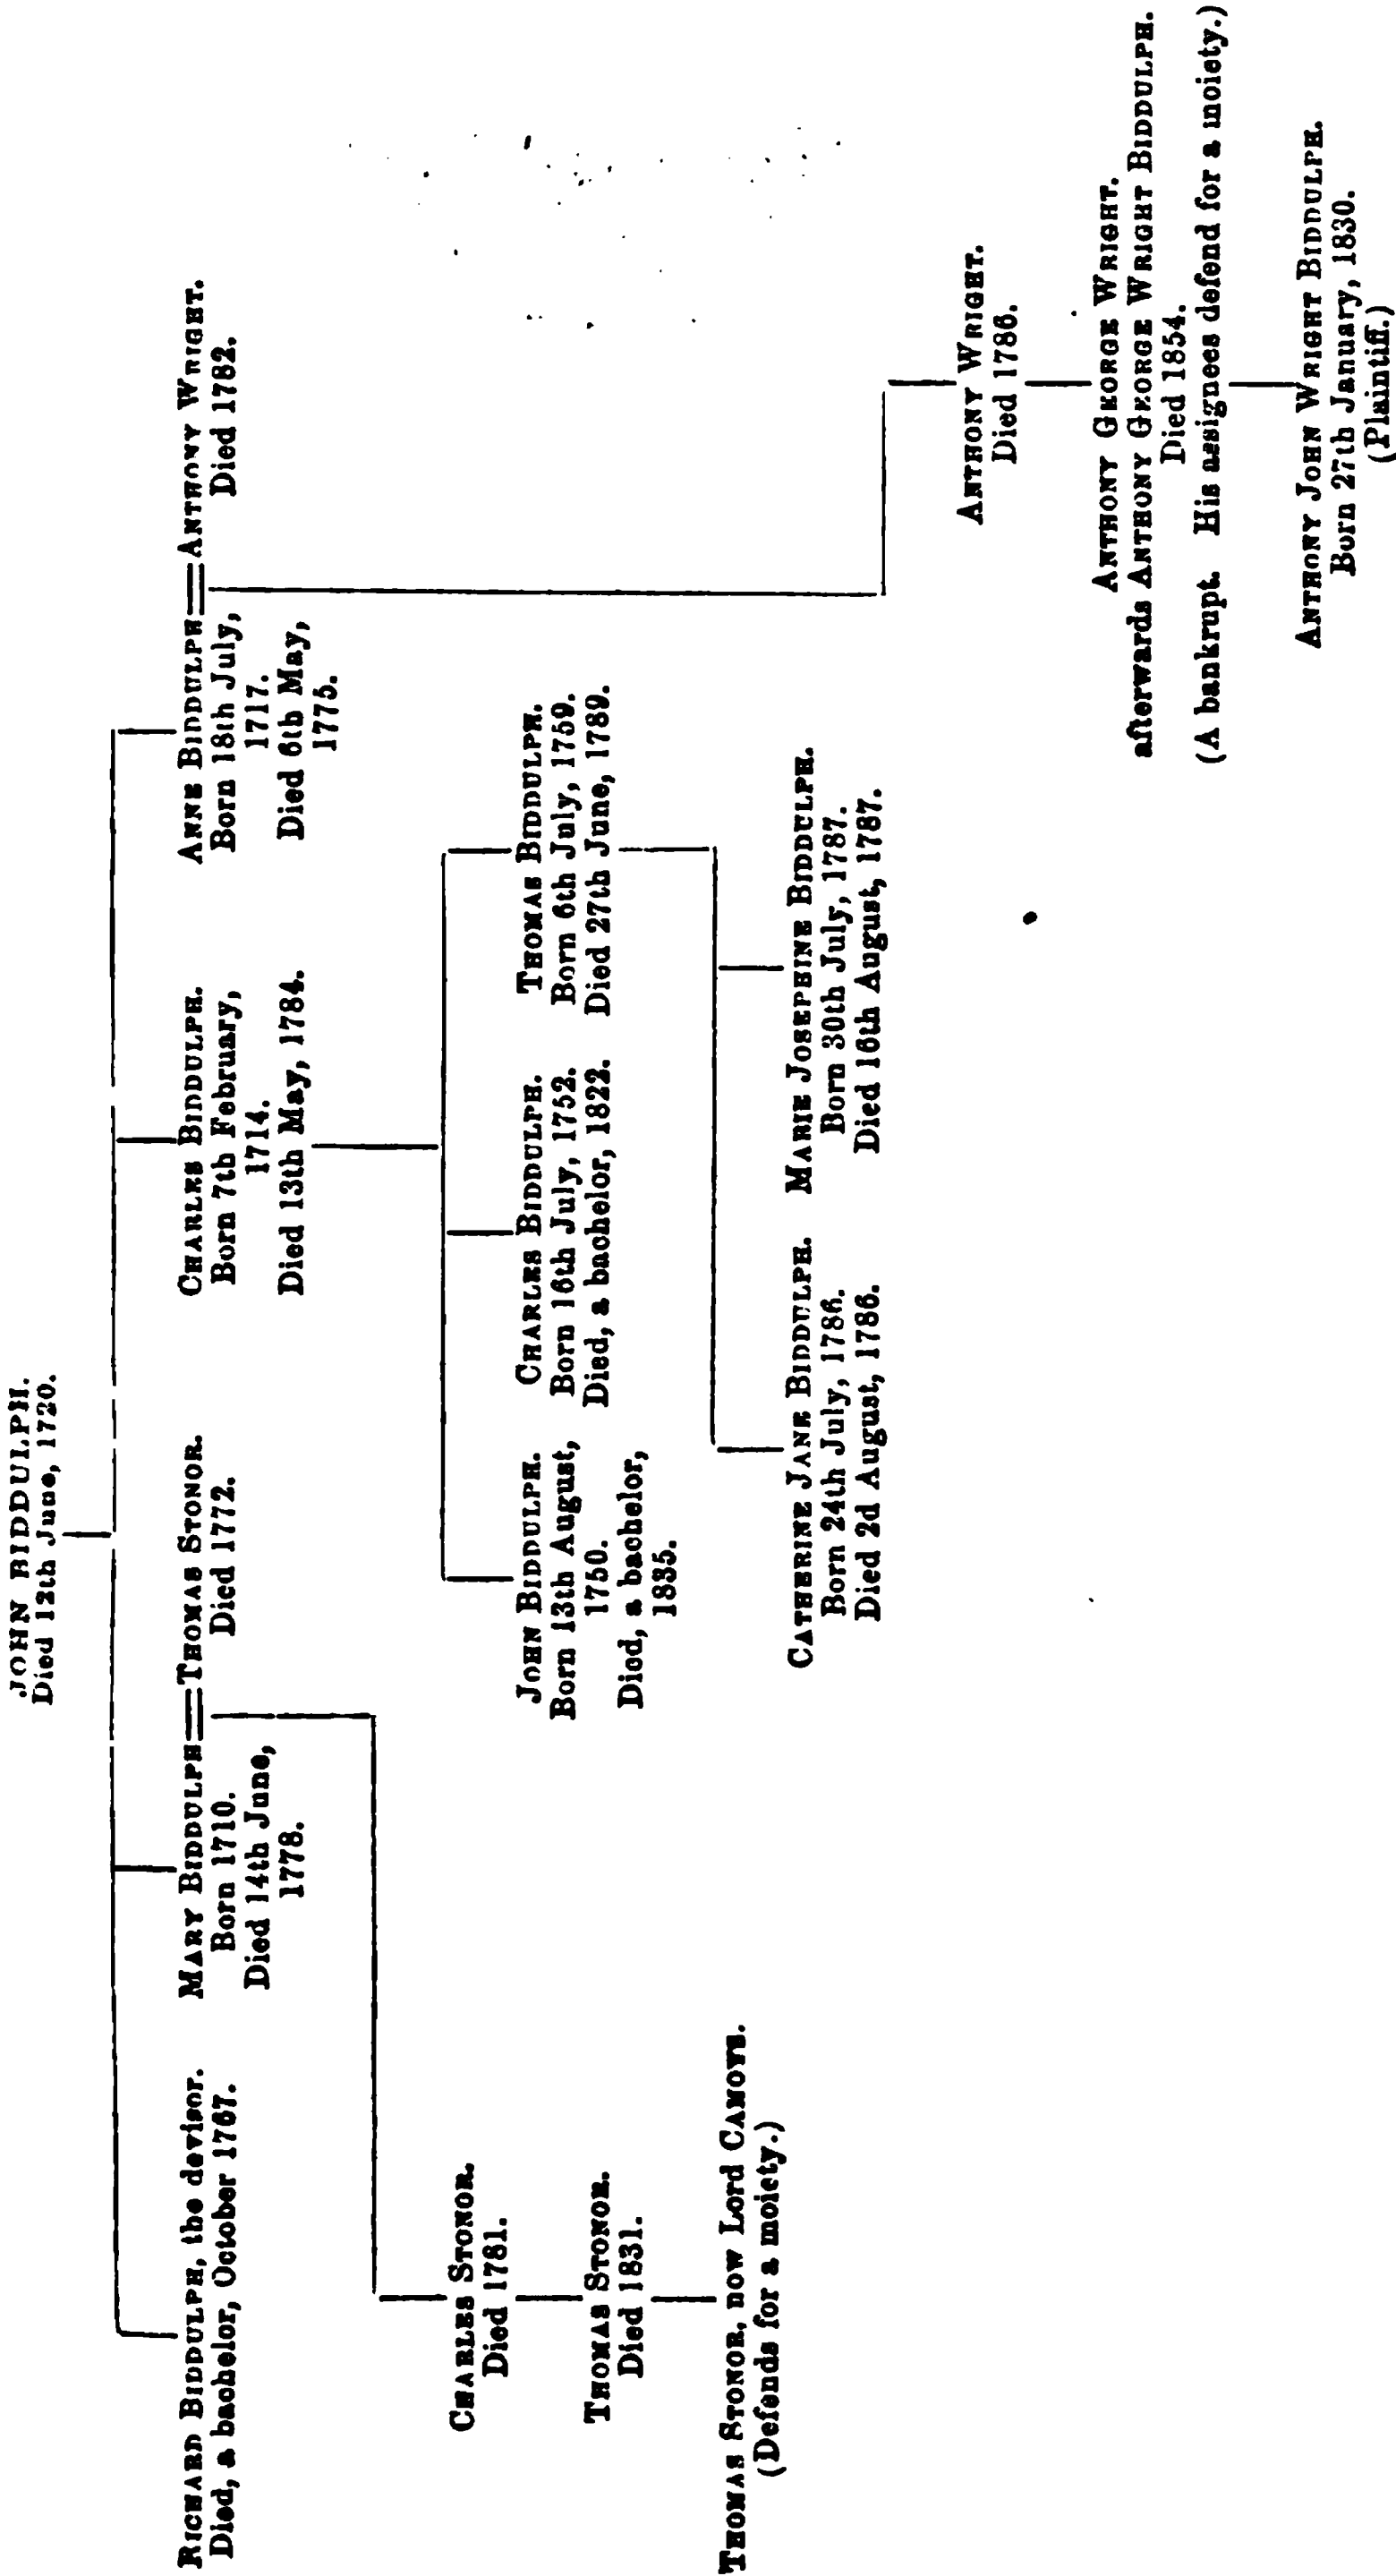 JOHN BIDDULPH.
Died 12th June, 1720.
RICHARD BIDDULPH, the devisor.
Died, a bachelor, October 1767.
MARY BIDDULPH
Born 1710.
Died 14th June,
1778.
THOMAS STONOR.
Died 1772.
CHARLES BIDDULPH.
Born 7th February,
1714.
Died 13th May, 1784.
ANNE BIDDULPH
Born 18th July,
1717.
Died 6th May,
1775.
ANTHONY WRIGHT.
Died 1782.
CHARLES STONOR.
Died 1781.
THOMAS STONOR.
Died 1831.
THOMAS STONOR, now Lord CAMOYS.
(Defends for a moiety.)
JOHN BIDDULPH.
Born 13th August,
1750.
Died, a bachelor,
1835.
CHARLES BIDDULPH.
Born 16th July, 1752.
Died, a bachelor, 1822.
THOMAS BIDDULPH.
Born 6th July, 1759.
Died 27th June, 1789.
CATHERINE JANE BIDDULPH.
Born 24th July, 1786.
Died 2d August, 1786.
MARIE JOSEPHINE BIDDULPH.
Born 30th July, 1787.
Died 16th August, 1787.
ANTHONY WRIGHT.
Died 1786.
ANTHONY GEORGE WRIGHT.
afterwards ANTHONY GEORGE WRIGHT BIDDULPH.
Died 1854.
(A bankrupt. His assignees defend for a moiety.)
ANTHONY JOHN WRIGHT BIDDULPH.
Born 27th January, 1830.
(Plaintiff.)